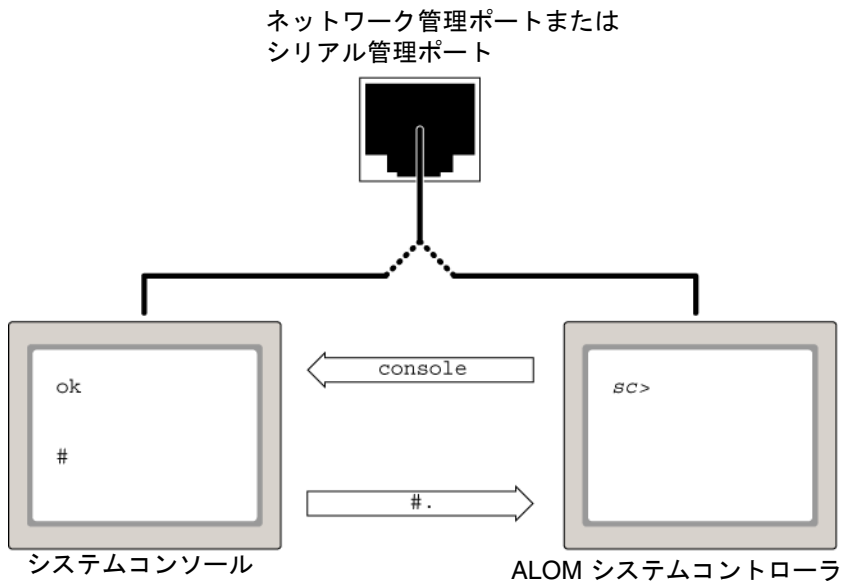 ネットワーク管理ポートまたは
シリアル管理ポート
console
ok
sc>
#
#.
システムコンソール
ALOM システムコントローラ